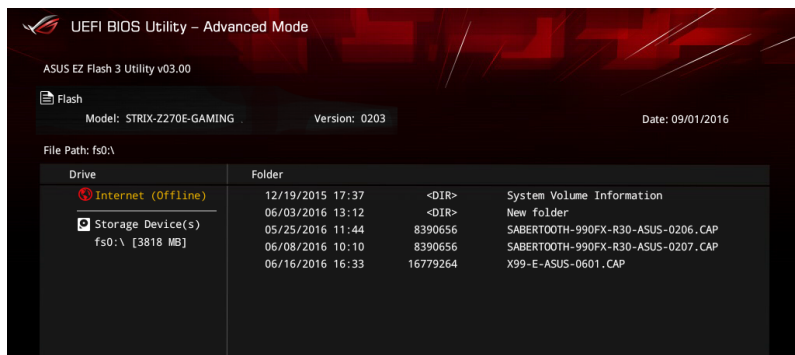 UEFI BIOS Utility – Advanced Mode
ASUS EZ Flash 3 Utility v03.00
Flash
Model: STRIX-Z270E-GAMING Version: 0203 Date: 09/01/2016
File Path: fs0:\
Drive Folder
Internet (Offline) 12/19/2015 17:37 <DIR> System Volume Information
06/03/2016 13:12 <DIR> New folder
Storage Device(s) 05/25/2016 11:44 8390656 SABERTOOTH-990FX-R30-ASUS-0206.CAP
fs0:\ [3818 MB] 06/08/2016 10:10 8390656 SABERTOOTH-990FX-R30-ASUS-0207.CAP
06/16/2016 16:33 16779264 X99-E-ASUS-0601.CAP